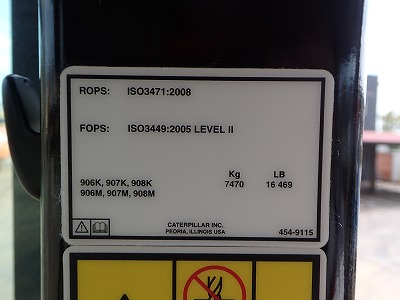 ROPS: ISO3471:2008
FOPS: ISO3449:2005 LEVEL II
Kg LB
906K, 907K, 908K 7470 16 469
906M, 907M, 908M
CATERPILLAR INC.
PEORIA, ILLINOIS USA 454-9115